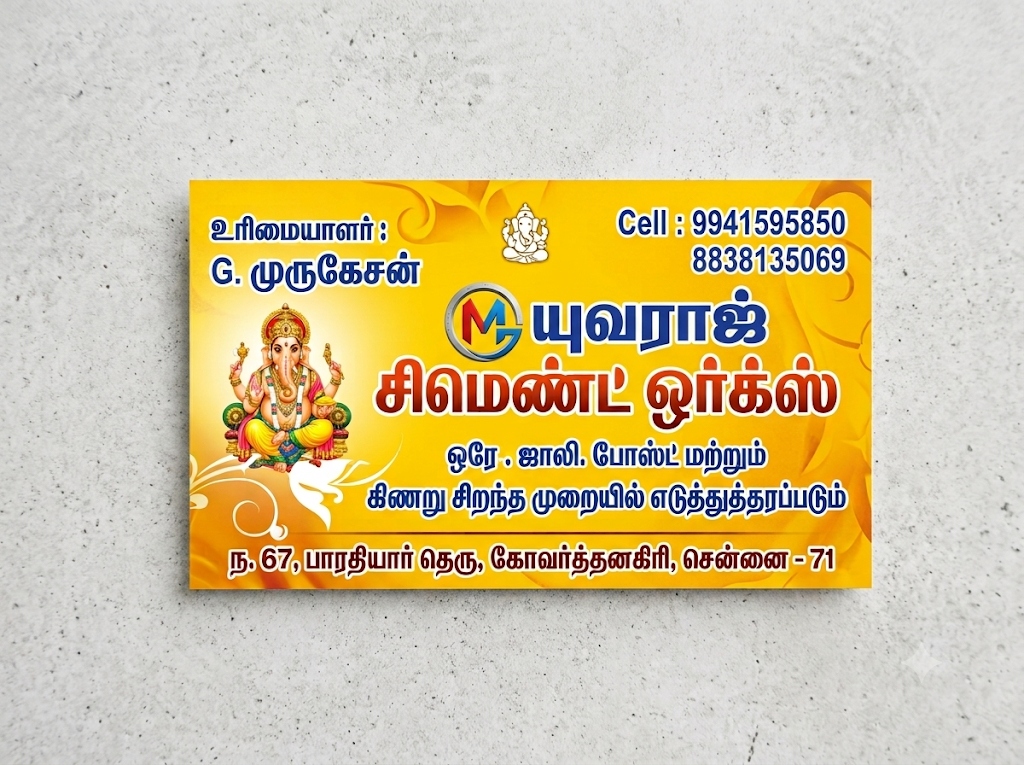 உரிமையாளர் :
G. முருகேசன்
Cell : 9941595850
8838135069
MG யுவராஜ்
சிமெண்ட் ஒர்க்ஸ்
ஒரே . ஜாலி. போஸ்ட் மற்றும்
கிணறு சிறந்த முறையில் எடுத்துத்தரப்படும்
ந. 67, பாரதியார் தெரு, கோவர்த்தனகிரி, சென்னை - 71